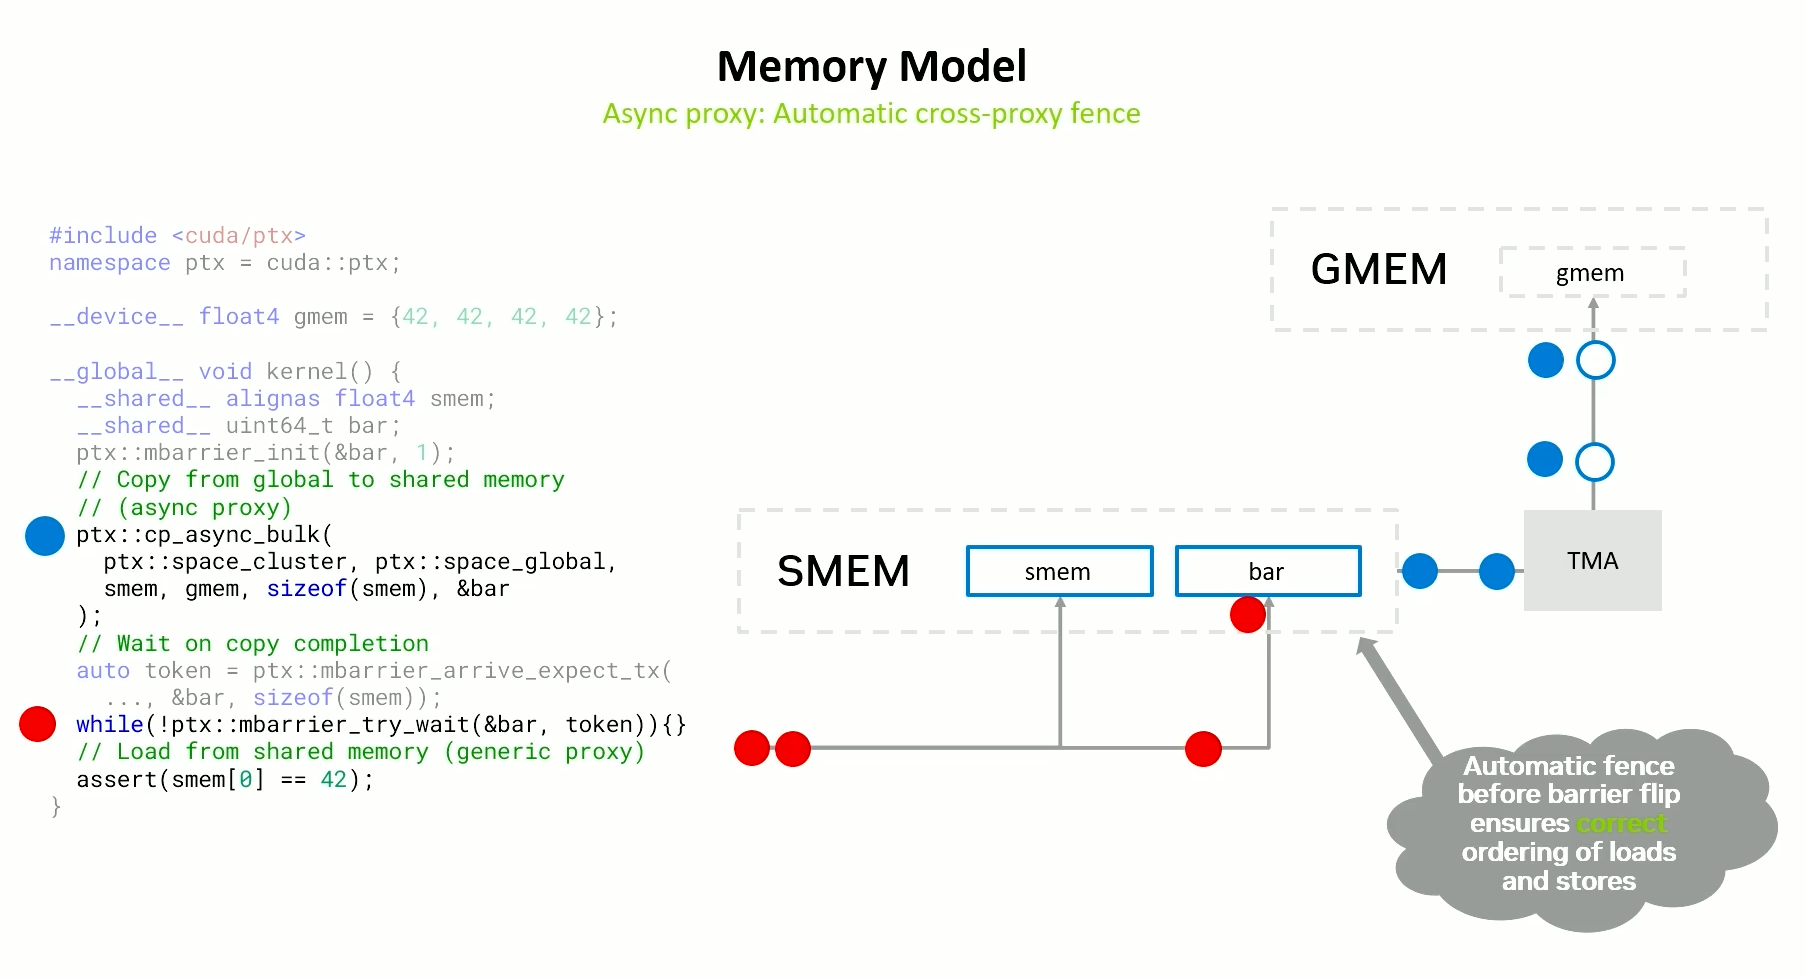 Memory Model
Async proxy: Automatic cross-proxy fence
#include <cuda/ptx>
namespace ptx = cuda::ptx;
__device__ float4 gmem = {42, 42, 42, 42};
__global__ void kernel() {
__shared__ alignas float4 smem;
__shared__ uint64_t bar;
ptx::mbarrier_init(&bar, 1);
// Copy from global to shared memory
// (async proxy)
ptx::cp_async_bulk(
ptx::space_cluster, ptx::space_global,
smem, gmem, sizeof(smem), &bar
);
// Wait on copy completion
auto token = ptx::mbarrier_arrive_expect_tx(
..., &bar, sizeof(smem));
while(!ptx::mbarrier_try_wait(&bar, token)){}
// Load from shared memory (generic proxy)
assert(smem[0] == 42);
}
GMEM
gmem
SMEM
smem
bar
TMA
Automatic fence
before barrier flip
ensures correct
ordering of loads
and stores